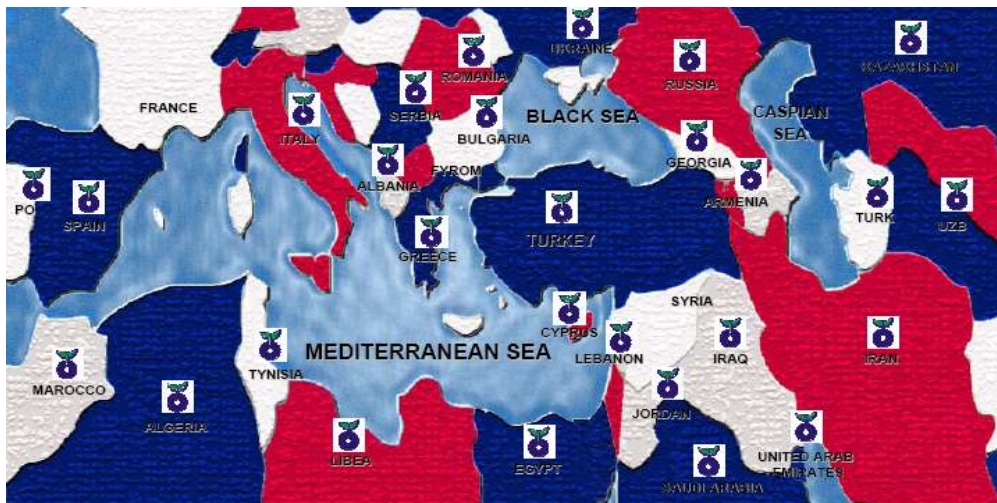 UKRAINE
KAZAKHSTAN
ROMANIA
RUSSIA
FRANCE
SERBIA
BLACK SEA
CASPIAN
SEA
ITALY
BULGARIA
GEORGIA
ALBANIA
FYROM
ARMENIA
PO
SPAIN
TURK
UZB
TURKEY
GREECE
SYRIA
CYPRUS
MEDITERRANEAN SEA
LEBANON
IRAQ
IRAN
TYNISIA
MAROCCO
JORDAN
ALGERIA
LIBEA
EGYPT
UNITED ARAB
EMIRATES
SAUDI ARABIA